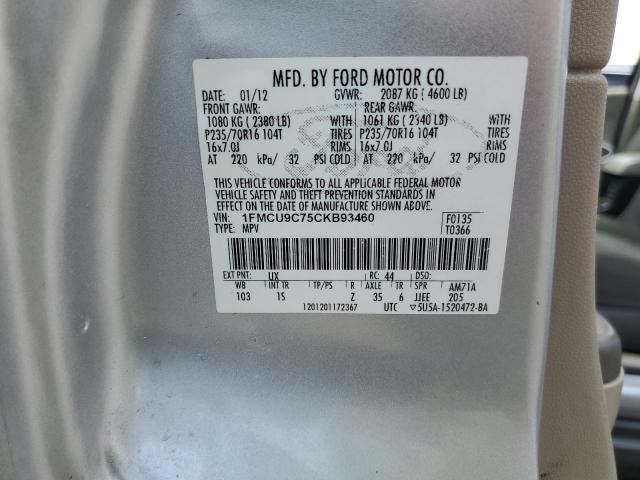 MFD. BY FORD MOTOR CO.
DATE: 01/12 GVWR: 2087 KG ( 4600 LB)
FRONT GAWR: REAR GAWR:
1080 KG ( 2380 LB) WITH 1061 KG ( 2340 LB) WITH
P235/70R16 104T TIRES P235/70R16 104T TIRES
16x7.0J RIMS 16x7.0J RIMS
AT 220 kPa/ 32 PSI COLD AT 220 kPa/ 32 PSI COLD
THIS VEHICLE CONFORMS TO ALL APPLICABLE FEDERAL MOTOR
VEHICLE SAFETY AND THEFT PREVENTION STANDARDS IN
EFFECT ON THE DATE OF MANUFACTURE SHOWN ABOVE.
VIN: 1FMCU9C75CKB93460 F0135
TYPE: MPV T0366
EXT PNT: UX RC: 44 DSO:
WB INT TR TP/PS R AXLE TR SPR AM71A
103 1S Z 35 6 JJEE 205
1201201172367 UTC ▽5U5A-1520472-BA